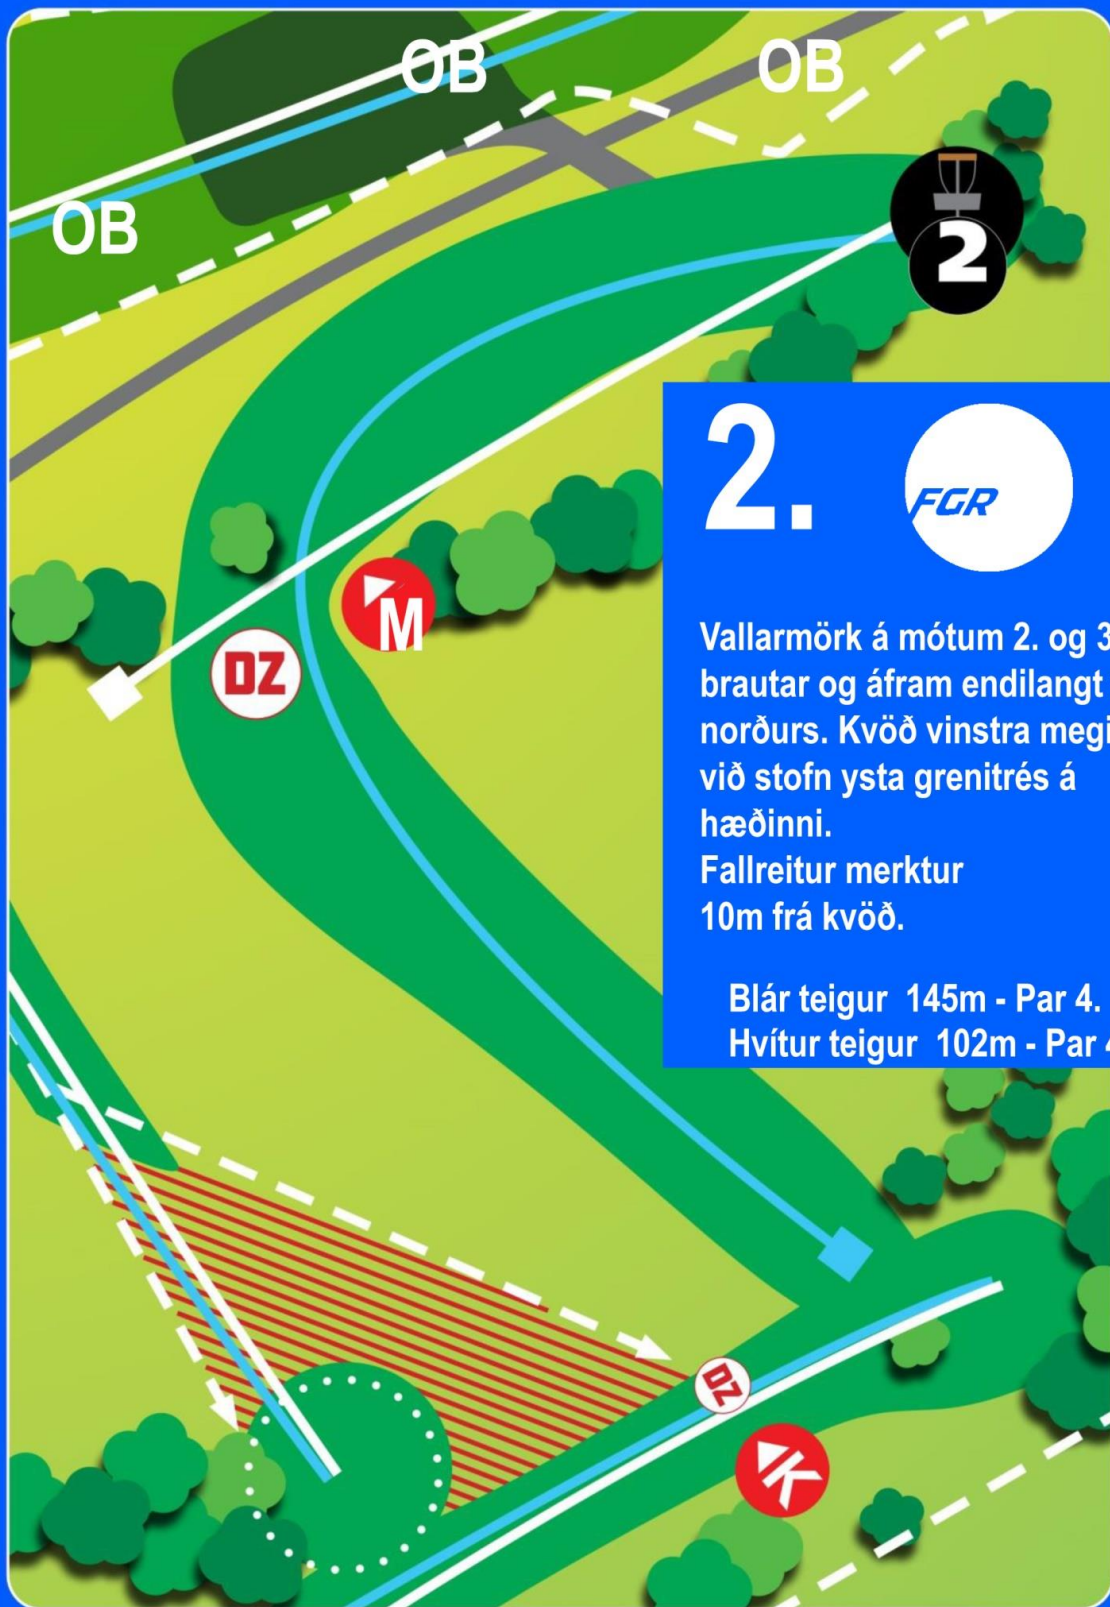 OB
OB
OB
2
2.
FGR
M
DZ
Vallarmörk á mótum 2. og 3
brautar og áfram endilangt
norðurs. Kvöð vinstra megi
við stofn ysta grenitrés á
hæðinni.
Fallreitur merktur
10m frá kvöð.
Blár teigur 145m - Par 4.
Hvítur teigur 102m - Par 4
DZ
K